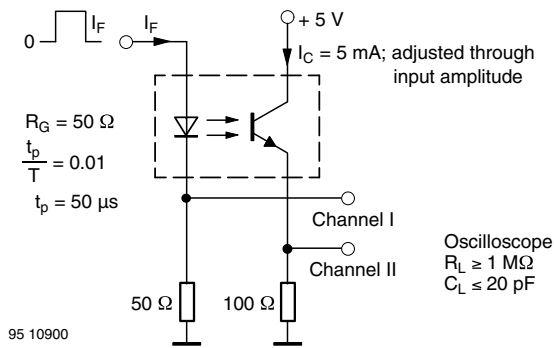 0
I_F
I_F
+ 5 V
I_C = 5 mA; adjusted through
input amplitude
R_G = 50 Ω
t_p
T
= 0.01
t_p = 50 µs
Channel I
Channel II
Oscilloscope
R_L ≥ 1 MΩ
C_L ≤ 20 pF
50 Ω
100 Ω
95 10900